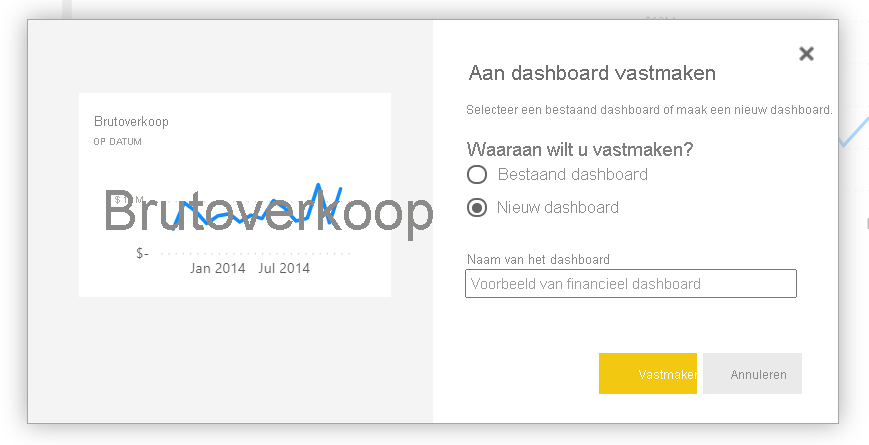 Brutoverkoop
OP DATUM
Brutoverkoop
$-
Jan 2014 Jul 2014
Aan dashboard vastmaken
Selecteer een bestaand dashboard of maak een nieuw dashboard.
Waaraan wilt u vastmaken?
Bestaand dashboard
Nieuw dashboard
Naam van het dashboard
Voorbeeld van financieel dashboard
Vastmaken
Annuleren